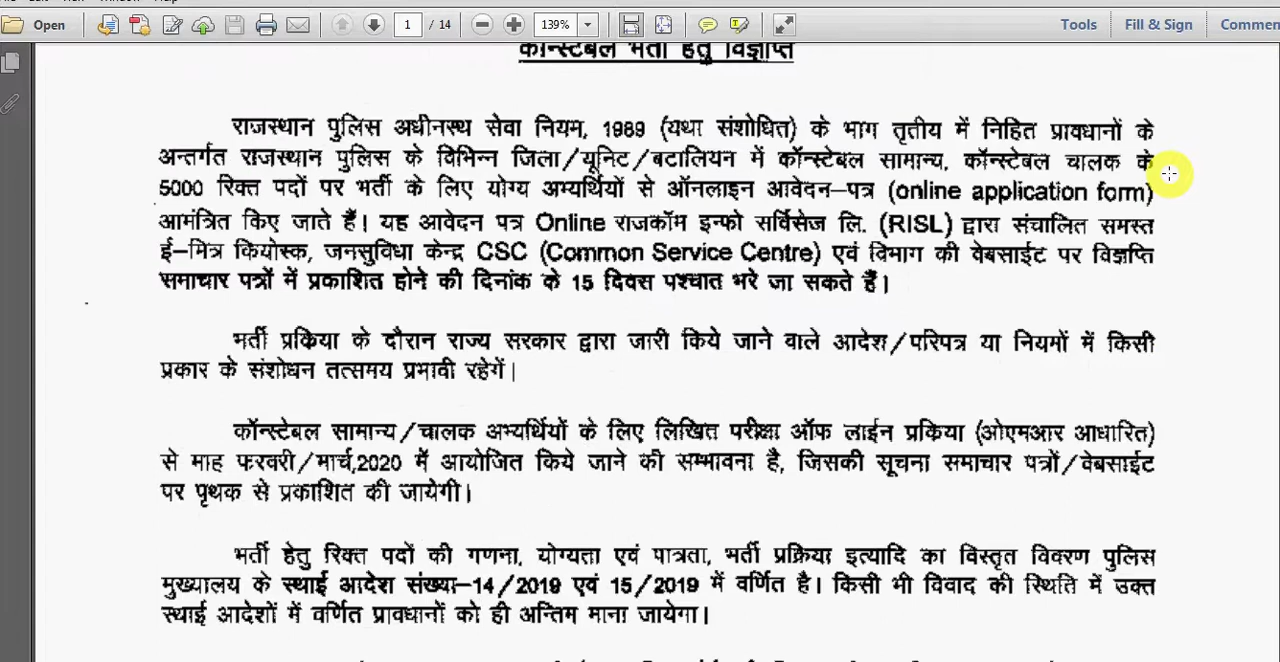 Open
1
/ 14
139%
Tools
Fill & Sign
Commen
कॉन्स्टेबल भर्ती हेतु विज्ञप्ति
राजस्थान पुलिस अधीनस्थ सेवा नियम, 1989 (यथा संशोधित) के भाग तृतीय में निहित प्रावधानों के
अन्तर्गत राजस्थान पुलिस के विभिन्न जिला/यूनिट/बटालियन में कॉन्स्टेबल सामान्य, कॉन्स्टेबल चालक के
5000 रिक्त पदों पर भर्ती के लिए योग्य अभ्यर्थियों से ऑनलाइन आवेदन–पत्र (online application form)
आमंत्रित किए जाते हैं। यह आवेदन पत्र Online राजकॉम इन्फो सर्विसेज लि. (RISL) द्वारा संचालित समस्त
ई–मित्र कियोस्क, जनसुविधा केन्द्र CSC (Common Service Centre) एवं विभाग की वेबसाईट पर विज्ञप्ति
समाचार पत्रों में प्रकाशित होने की दिनांक के 15 दिवस पश्चात भरे जा सकते हैं।
भर्ती प्रकिया के दौरान राज्य सरकार द्वारा जारी किये जाने वाले आदेश/परिपत्र या नियमों में किसी
प्रकार के संशोधन तत्समय प्रभावी रहेगें।
कॉन्स्टेबल सामान्य/चालक अभ्यर्थियों के लिए लिखित परीक्षा ऑफ लाईन प्रकिया (ओएमआर आधारित)
से माह फरवरी/मार्च,2020 में आयोजित किये जाने की सम्भावना है, जिसकी सूचना समाचार पत्रों/वेबसाईट
पर पृथक से प्रकाशित की जायेगी।
भर्ती हेतु रिक्त पदों की गणना, योग्यता एवं पात्रता, भर्ती प्रक्रिया इत्यादि का विस्तृत विवरण पुलिस
मुख्यालय के स्थाई आदेश संख्या–14/2019 एवं 15/2019 में वर्णित है। किसी भी विवाद की स्थिति में उक्त
स्थाई आदेशों में वर्णित प्रावधानों को ही अन्तिम माना जायेगा।